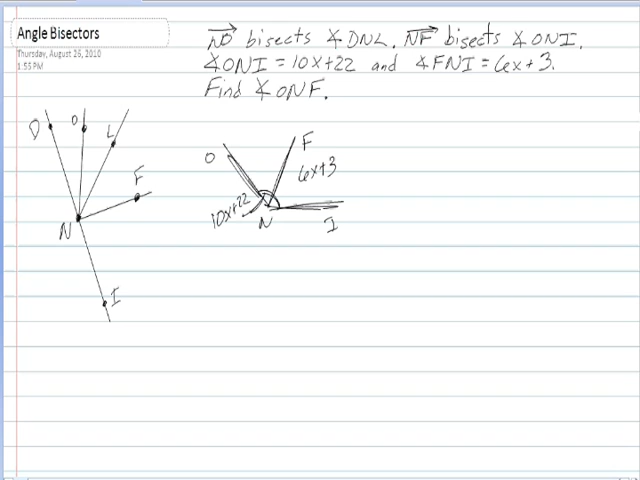 Angle Bisectors
Thursday, August 26, 2010
1:55 PM
NO bisects ∡DNL. NF bisects ∡ONI.
∡ONI = 10x+22 and ∡FNI = 6x+3.
Find ∡ONF.
D
O
L
F
N
I
O
F
6x+3
10x+22
N
I